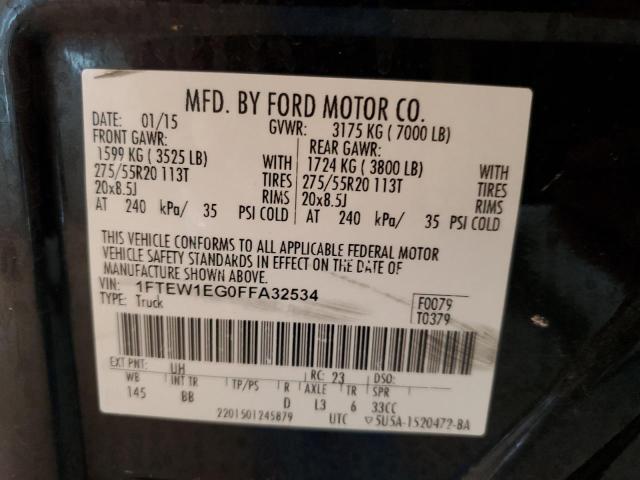 MFD. BY FORD MOTOR CO.
DATE: 01/15 GVWR: 3175 KG ( 7000 LB)
FRONT GAWR: REAR GAWR:
1599 KG ( 3525 LB) WITH 1724 KG ( 3800 LB) WITH
275/55R20 113T TIRES 275/55R20 113T TIRES
20x8.5J RIMS 20x8.5J RIMS
AT 240 kPa/ 35 PSI COLD AT 240 kPa/ 35 PSI COLD
THIS VEHICLE CONFORMS TO ALL APPLICABLE FEDERAL MOTOR
VEHICLE SAFETY STANDARDS IN EFFECT ON THE DATE OF
MANUFACTURE SHOWN ABOVE.
VIN: 1FTEW1EG0FFA32534 F0079
TYPE: Truck T0379
EXT PNT: UH RC: 23 DSO:
WB INT TR TP/PS R AXLE TR SPR
145 BB D L3 6 33CC
2201501245879 UTC ▽5U5A-1520472-BA